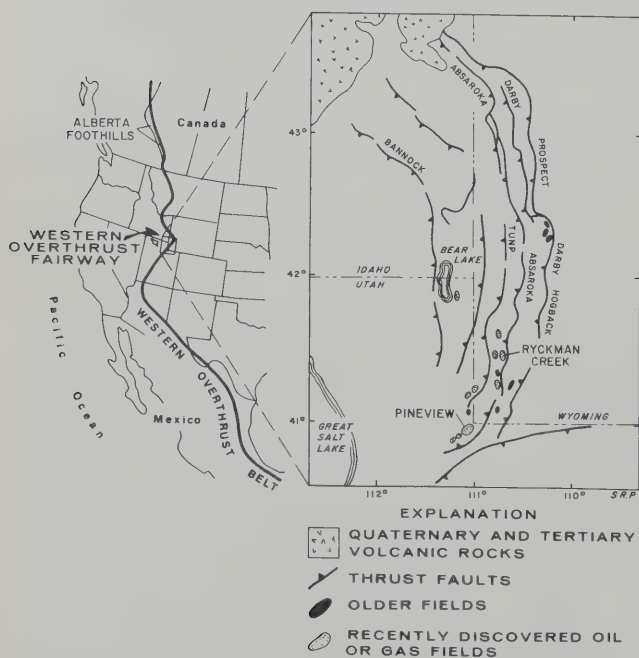 ALBERTA
FOOTHILLS
Canada
WESTERN
OVERTHRUST
FAIRWAY
Pacific
Ocean
Mexico
WESTERN
OVERTHRUST
BELT
43°
42°
41°
ABSAROKA
DARBY
PROSPECT
BANNOCK
BEAR
LAKE
IDAHO
UTAH
TUNP
ABSAROKA
DARBY
HOGBACK
RYCKMAN
CREEK
PINEVIEW
WYOMING
GREAT
SALT
LAKE
112°
111°
110°
S.R.P.
EXPLANATION
QUATERNARY AND TERTIARY
VOLCANIC ROCKS
THRUST FAULTS
OLDER FIELDS
RECENTLY DISCOVERED OIL
OR GAS FIELDS